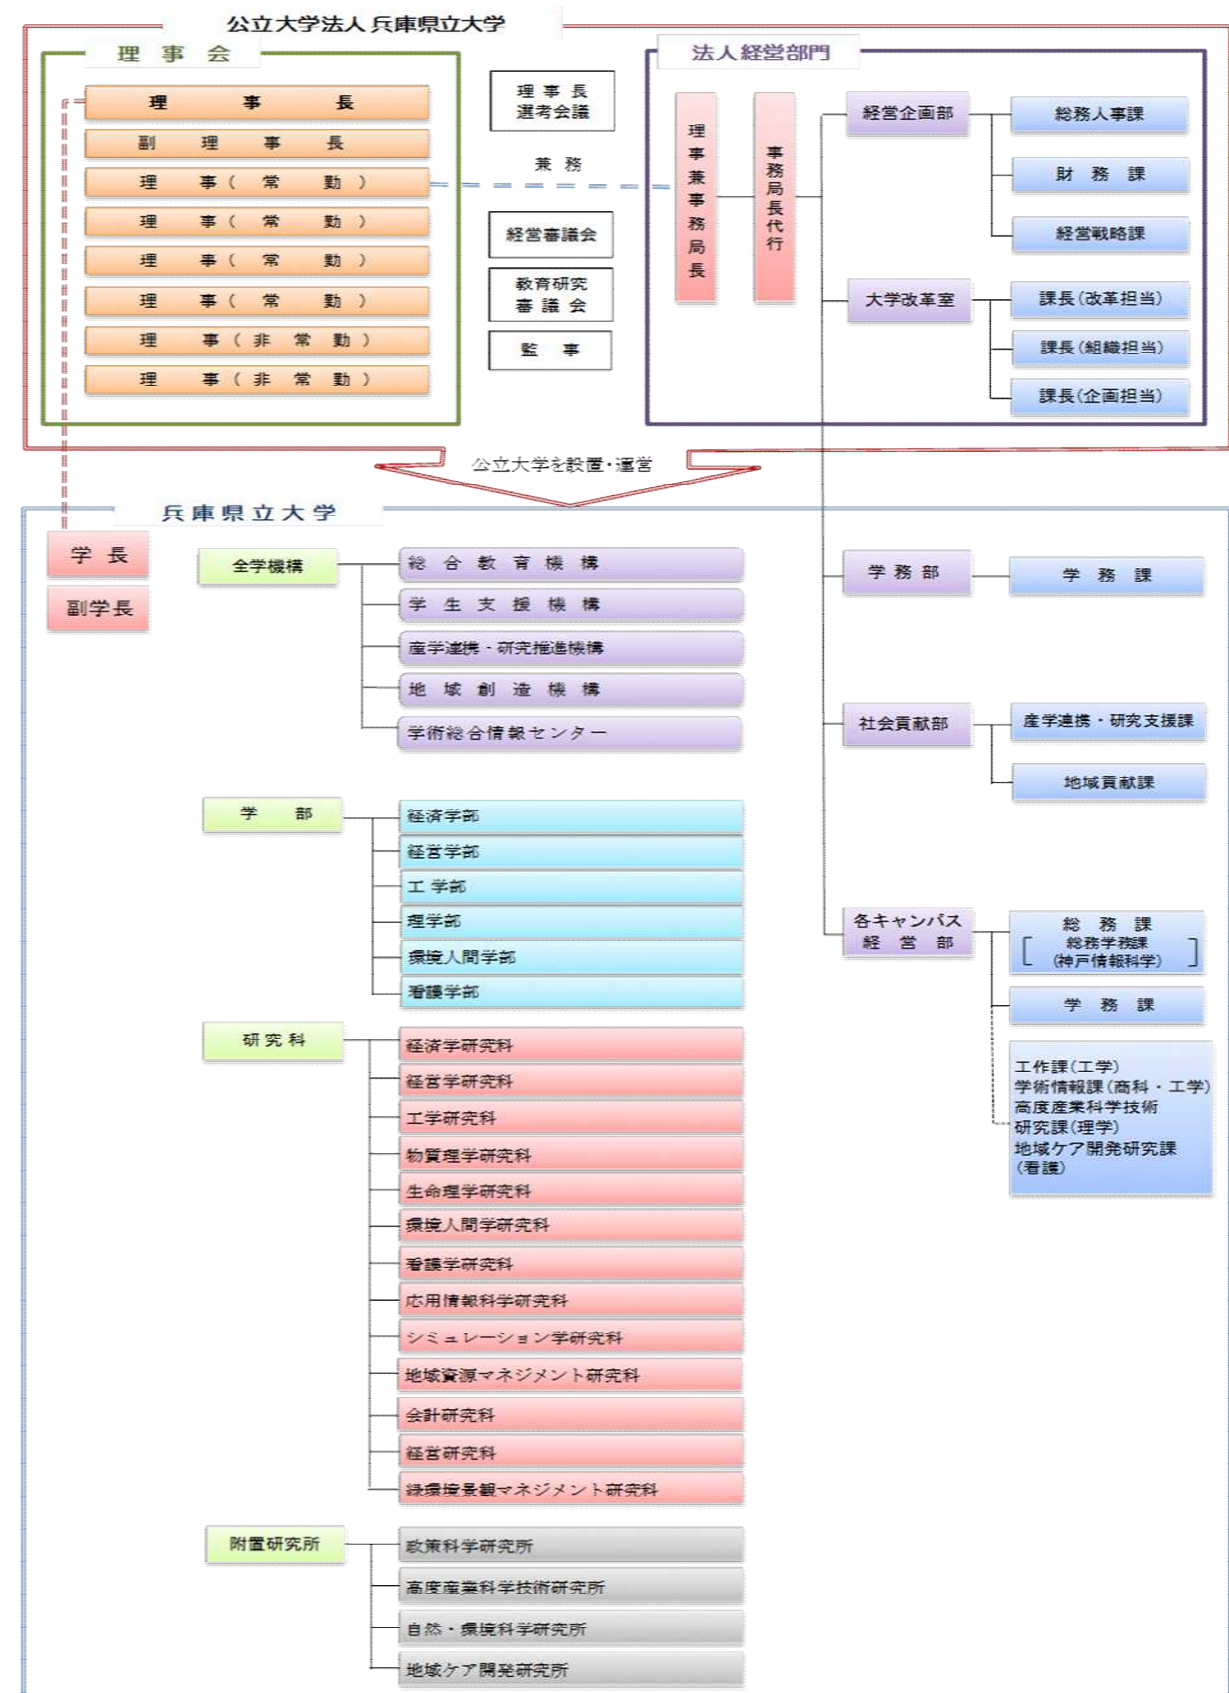 公立大学法人 兵庫県立大学
理事会
理事長
副理事長
理事(常勤)
理事(常勤)
理事(常勤)
理事(常勤)
理事(非常勤)
理事(非常勤)
理事長
選考会議
兼務
経営審議会
教育研究
審議会
監事
法人経営部門
理事兼事務局長
事務局長代行
経営企画部
総務人事課
財務課
経営戦略課
大学改革室
課長(改革担当)
課長(組織担当)
課長(企画担当)
公立大学を設置・運営
兵庫県立大学
学長
副学長
全学機構
総合教育機構
学生支援機構
産学連携・研究推進機構
地域創造機構
学術総合情報センター
学部
経済学部
経営学部
工学部
理学部
環境人間学部
看護学部
研究科
経済学研究科
経営学研究科
工学研究科
物質理学研究科
生命理学研究科
環境人間学研究科
看護学研究科
応用情報科学研究科
シミュレーション学研究科
地域資源マネジメント研究科
会計研究科
経営研究科
緑環境景観マネジメント研究科
附置研究所
政策科学研究所
高度産業科学技術研究所
自然・環境科学研究所
地域ケア開発研究所
学務部
学務課
社会貢献部
産学連携・研究支援課
地域貢献課
各キャンパス
経営部
総務課
[総務学務課
(神戸情報科学)]
学務課
工作課(工学)
学術情報課(商科・工学)
高度産業科学技術
研究課(理学)
地域ケア開発研究課
(看護)